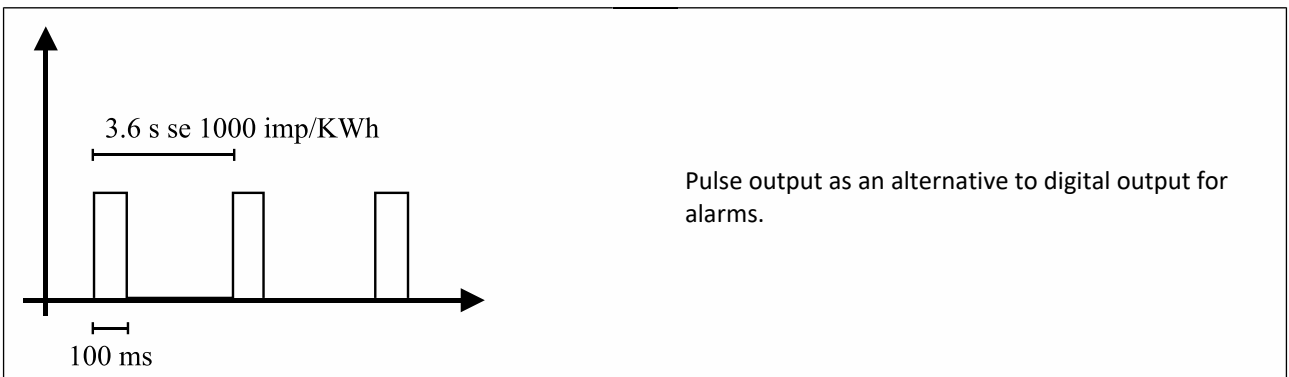 3.6 s se 1000 imp/KWh
100 ms
Pulse output as an alternative to digital output for
alarms.